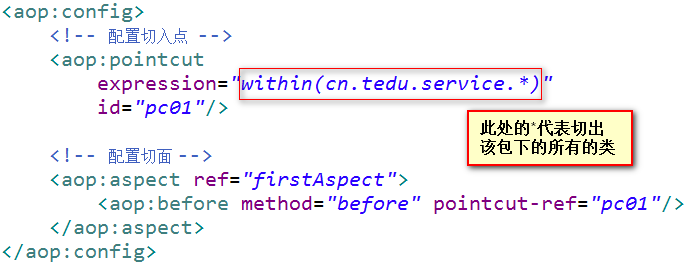 <aop:config>
<!-- 配置切入点 -->
<aop:pointcut
expression="within(cn.tedu.service.*)"
id="pc01"/>
此处的*代表切出
该包下的所有的类
<!-- 配置切面 -->
<aop:aspect ref="firstAspect">
<aop:before method="before" pointcut-ref="pc01"/>
</aop:aspect>
</aop:config>